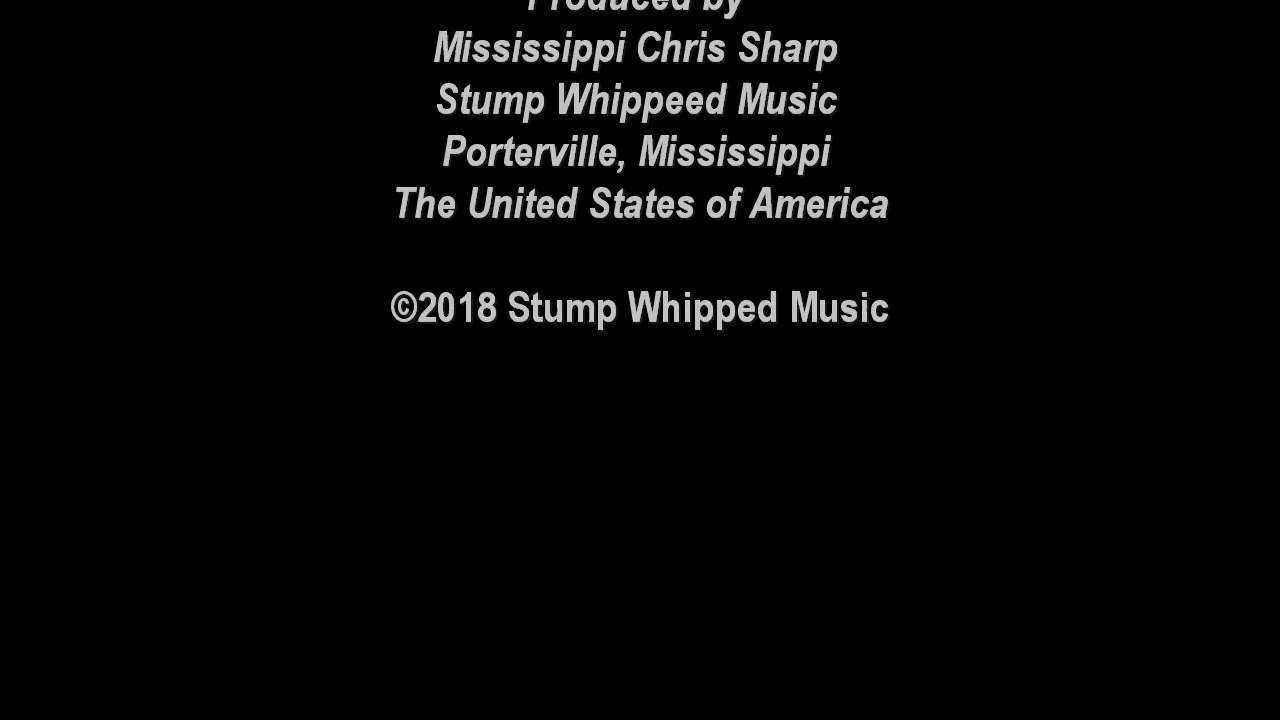 Produced by
Mississippi Chris Sharp
Stump Whippeed Music
Porterville, Mississippi
The United States of America
©2018 Stump Whipped Music